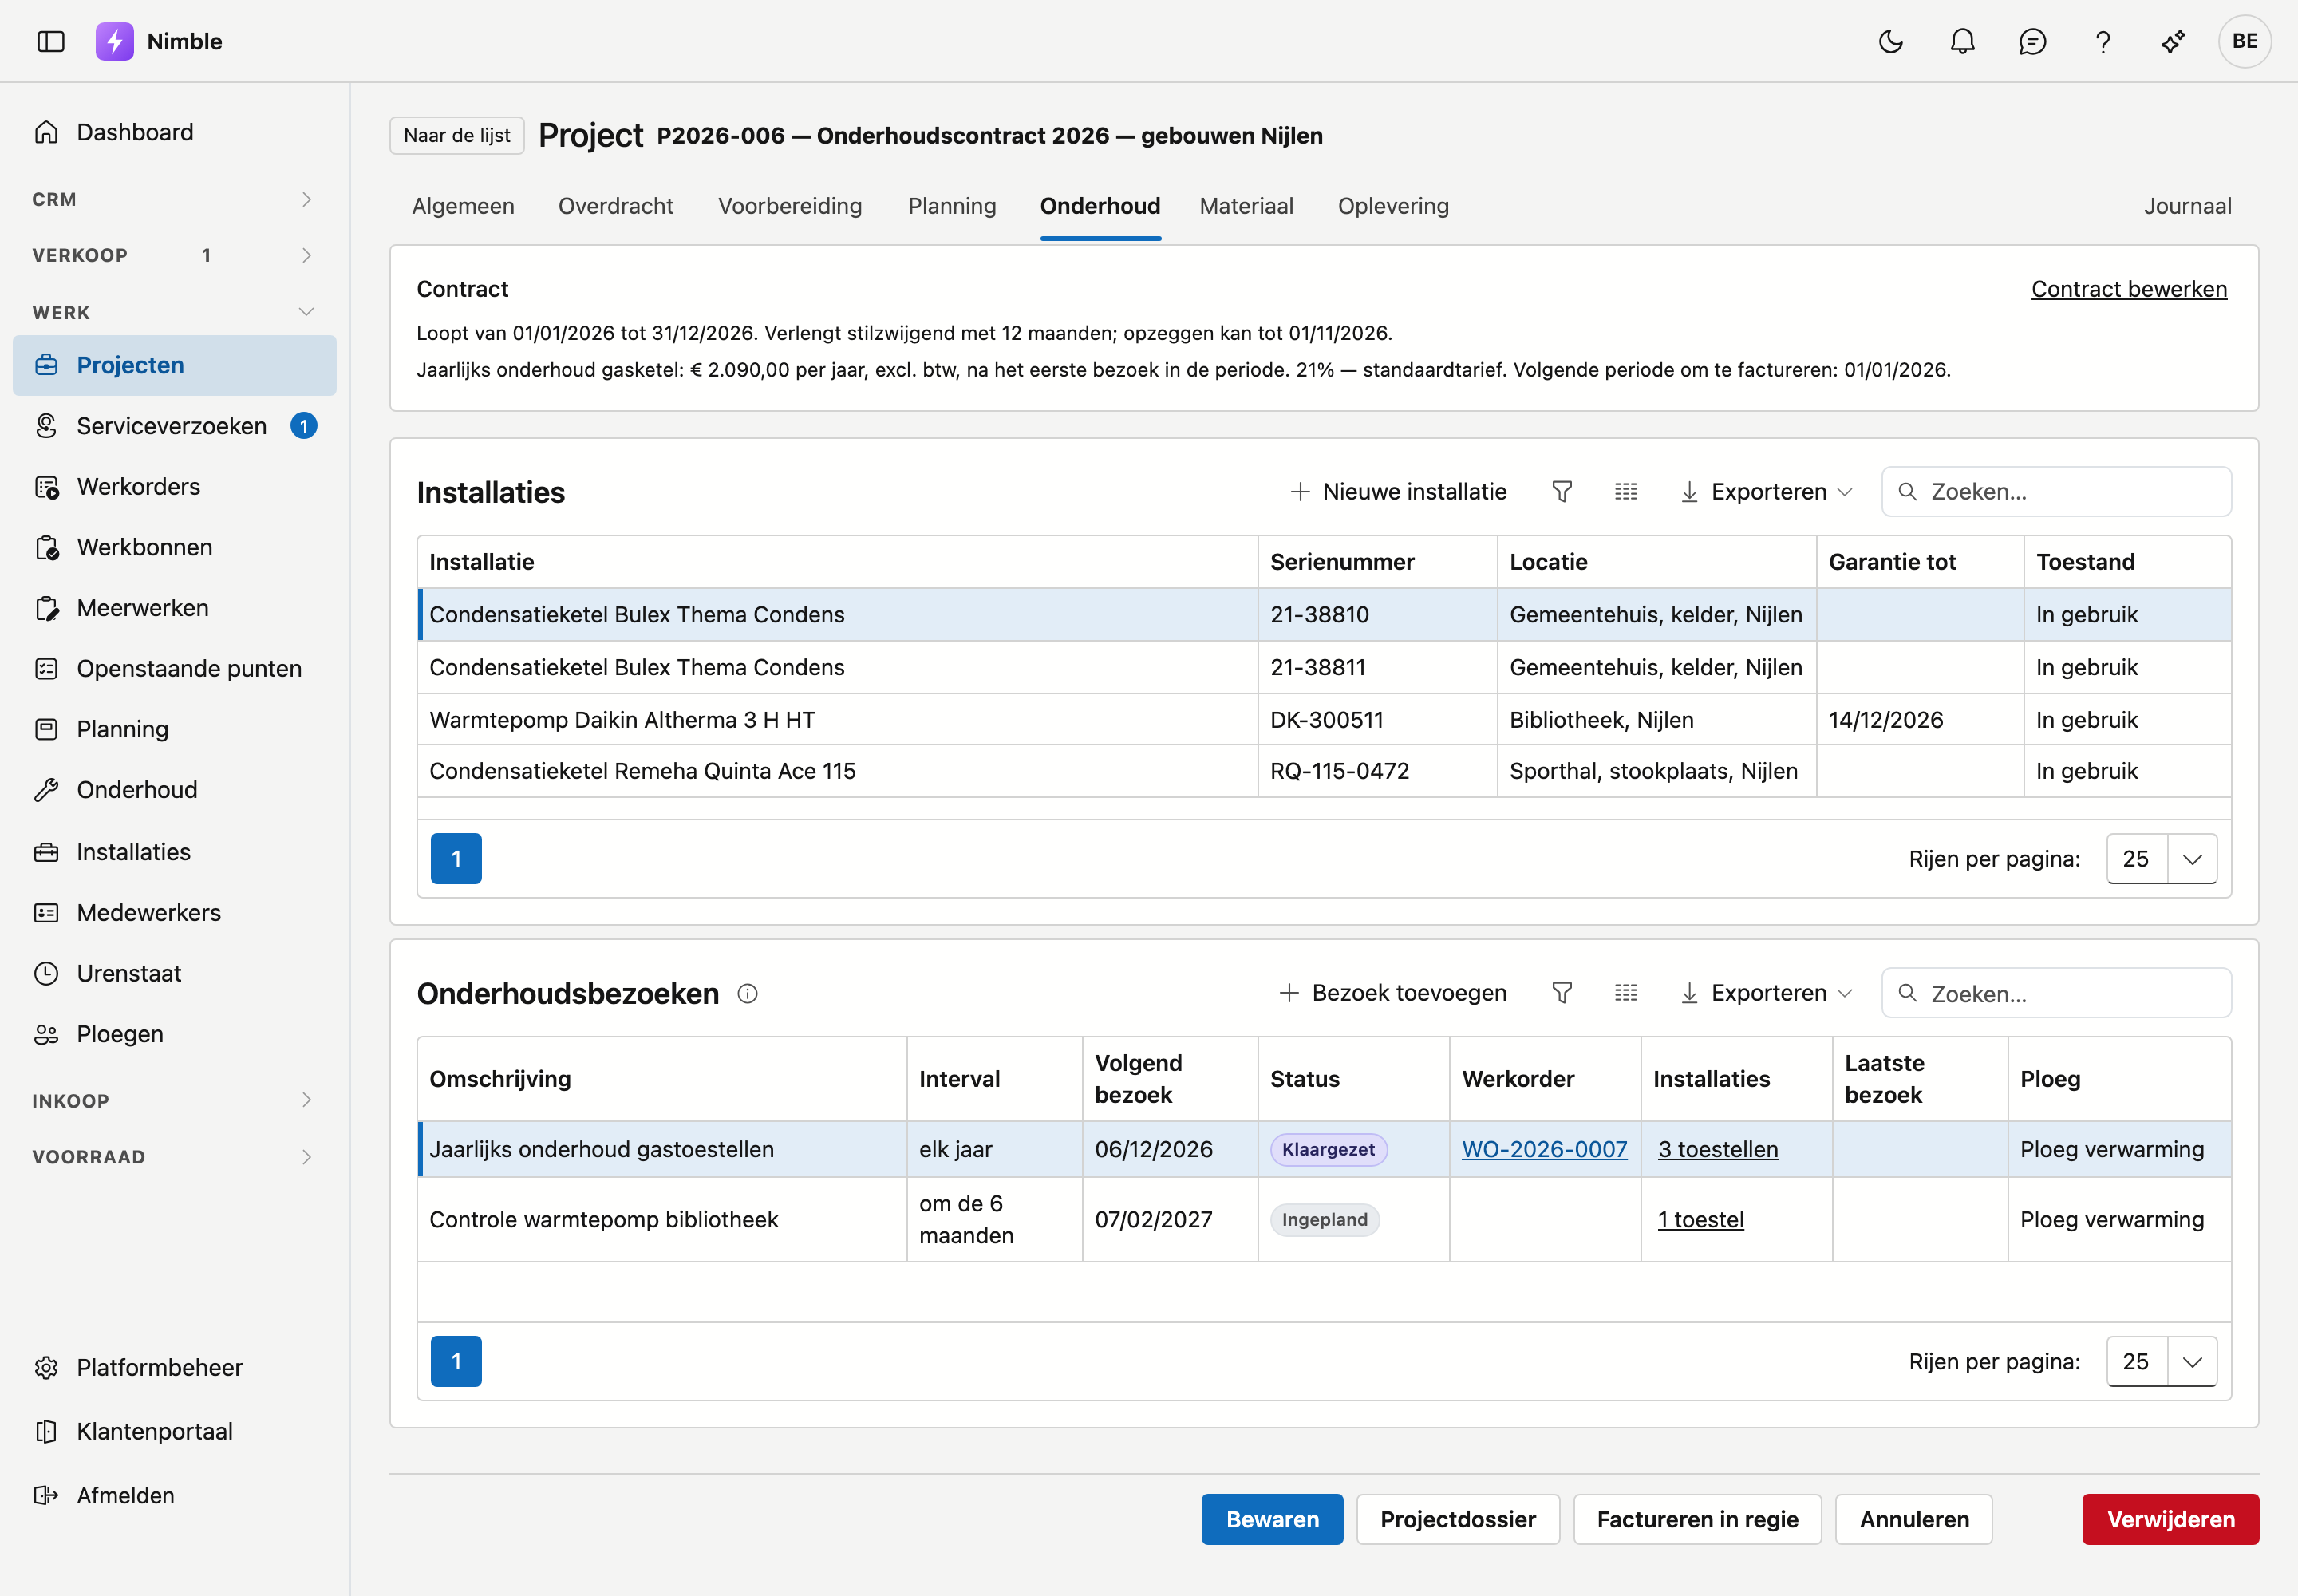 Nimble
BE
Dashboard
CRM
VERKOOP 1
WERK
Projecten
Serviceverzoeken 1
Werkorders
Werkbonnen
Meerwerken
Openstaande punten
Planning
Onderhoud
Installaties
Medewerkers
Urenstaat
Ploegen
INKOOP
VOORRAAD
Platformbeheer
Klantenportaal
Afmelden
Naar de lijst Project P2026-006 — Onderhoudscontract 2026 — gebouwen Nijlen
Algemeen Overdracht Voorbereiding Planning Onderhoud Materiaal Oplevering Journaal
Contract Contract bewerken
Loopt van 01/01/2026 tot 31/12/2026. Verlengt stilzwijgend met 12 maanden; opzeggen kan tot 01/11/2026.
Jaarlijks onderhoud gasketel: € 2.090,00 per jaar, excl. btw, na het eerste bezoek in de periode. 21% — standaardtarief. Volgende periode om te factureren: 01/01/2026.
Installaties Nieuwe installatie Exporteren Zoeken...
Installatie Serienummer Locatie Garantie tot Toestand
Condensatieketel Bulex Thema Condens 21-38810 Gemeentehuis, kelder, Nijlen In gebruik
Condensatieketel Bulex Thema Condens 21-38811 Gemeentehuis, kelder, Nijlen In gebruik
Warmtepomp Daikin Altherma 3 H HT DK-300511 Bibliotheek, Nijlen 14/12/2026 In gebruik
Condensatieketel Remeha Quinta Ace 115 RQ-115-0472 Sporthal, stookplaats, Nijlen In gebruik
1 Rijen per pagina: 25
Onderhoudsbezoeken Bezoek toevoegen Exporteren Zoeken...
Omschrijving Interval Volgend bezoek Status Werkorder Installaties Laatste bezoek Ploeg
Jaarlijks onderhoud gastoestellen elk jaar 06/12/2026 Klaargezet WO-2026-0007 3 toestellen Ploeg verwarming
Controle warmtepomp bibliotheek om de 6 maanden 07/02/2027 Ingepland 1 toestel Ploeg verwarming
1 Rijen per pagina: 25
Bewaren Projectdossier Factureren in regie Annuleren Verwijderen